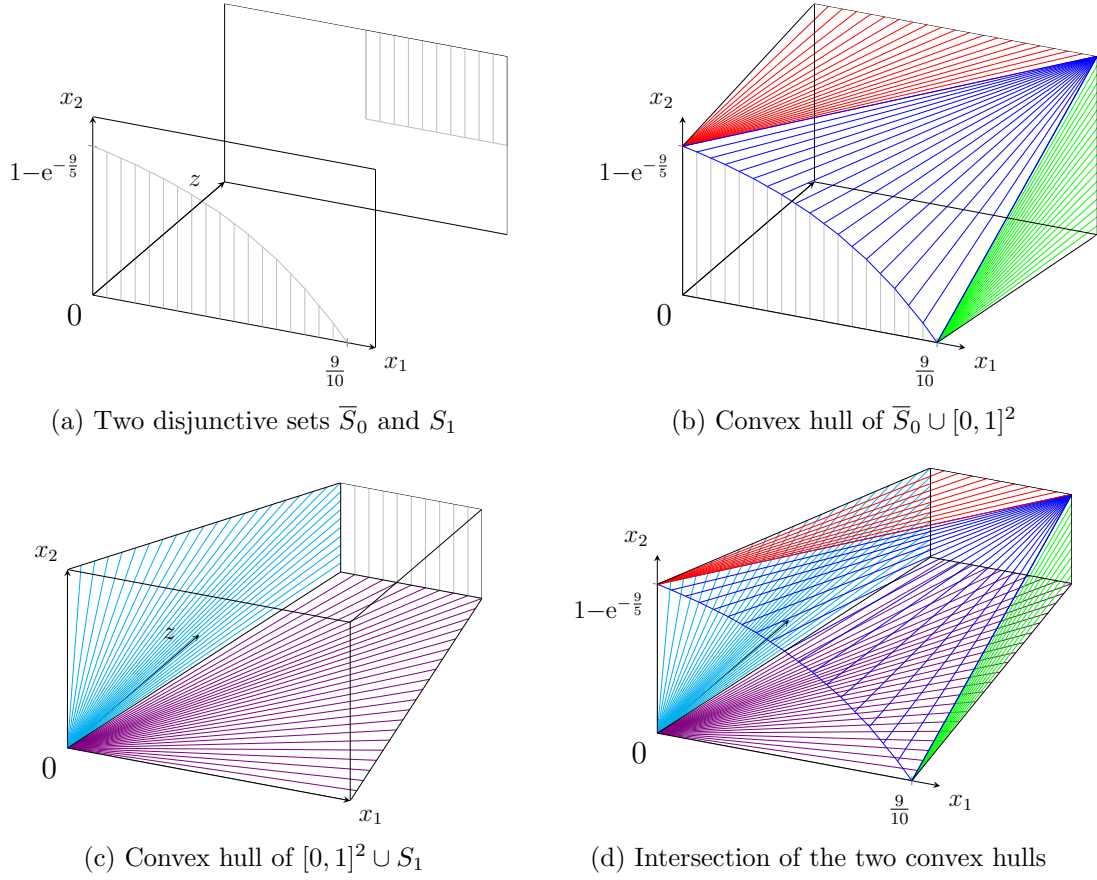 x₂
1−e^{−9/5}
z
0
9/10
x₁
(a) Two disjunctive sets S̅₀ and S₁
x₂
1−e^{−9/5}
0
9/10
x₁
(b) Convex hull of S̅₀ ∪ [0, 1]²
x₂
z
0
x₁
(c) Convex hull of [0, 1]² ∪ S₁
x₂
1−e^{−9/5}
z
0
9/10
x₁
(d) Intersection of the two convex hulls